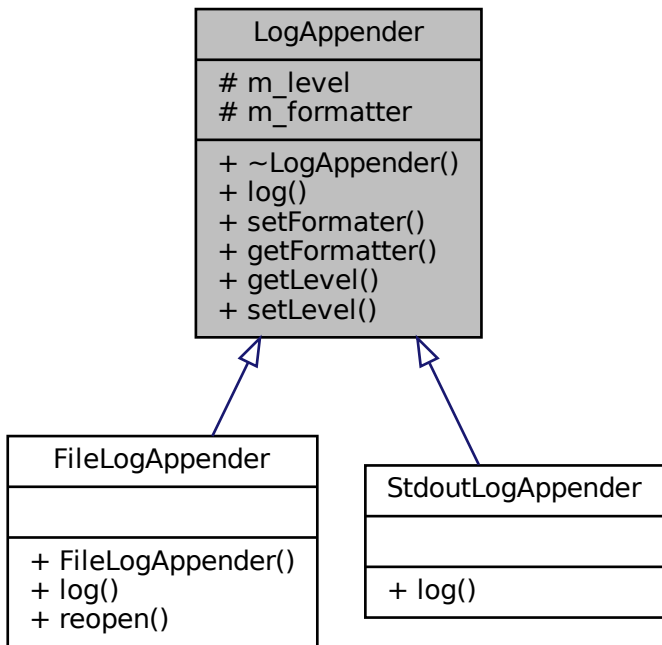 LogAppender
# m_level
# m_formatter
+ ~LogAppender()
+ log()
+ setFormater()
+ getFormatter()
+ getLevel()
+ setLevel()
FileLogAppender
+ FileLogAppender()
+ log()
+ reopen()
StdoutLogAppender
+ log()